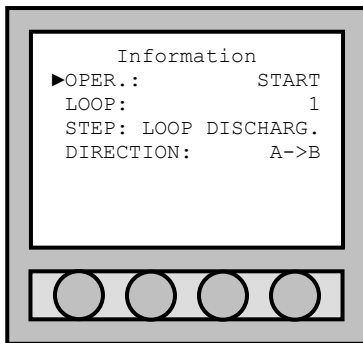 Information
►OPER.: START
LOOP: 1
STEP: LOOP DISCHARG.
DIRECTION: A->B